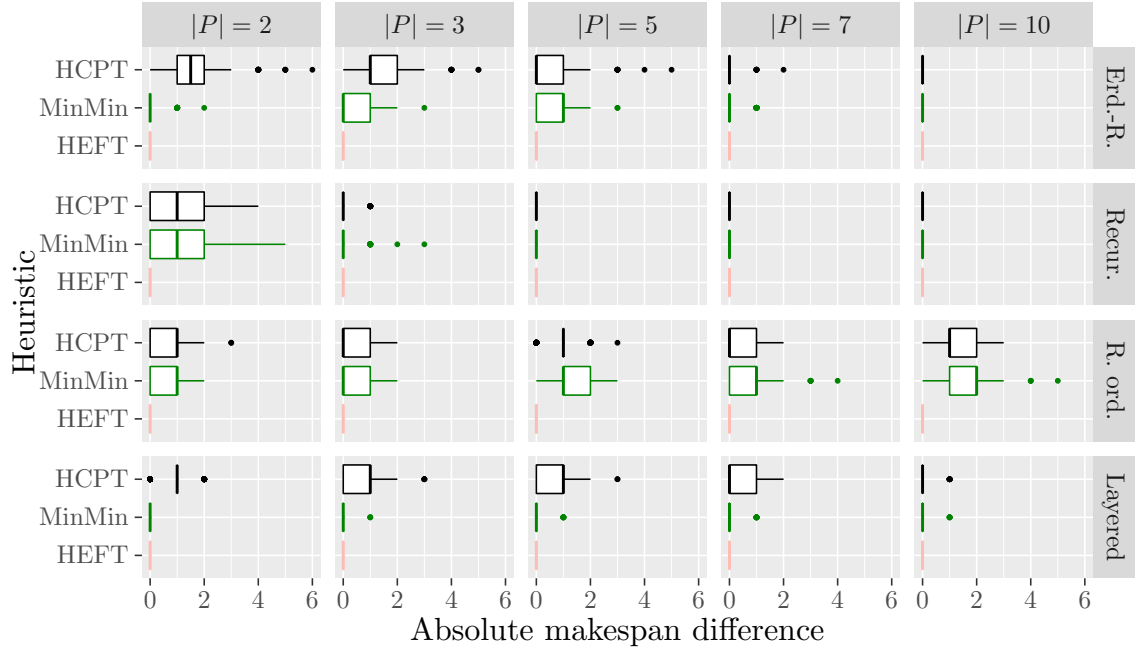 |P| = 2 |P| = 3 |P| = 5 |P| = 7 |P| = 10
HCPT
MinMin
HEFT
Erd.-R.
HCPT
MinMin
HEFT
Recur.
HCPT
MinMin
HEFT
R. ord.
HCPT
MinMin
HEFT
Layered
Heuristic
0 2 4 6 0 2 4 6 0 2 4 6 0 2 4 6 0 2 4 6
Absolute makespan difference